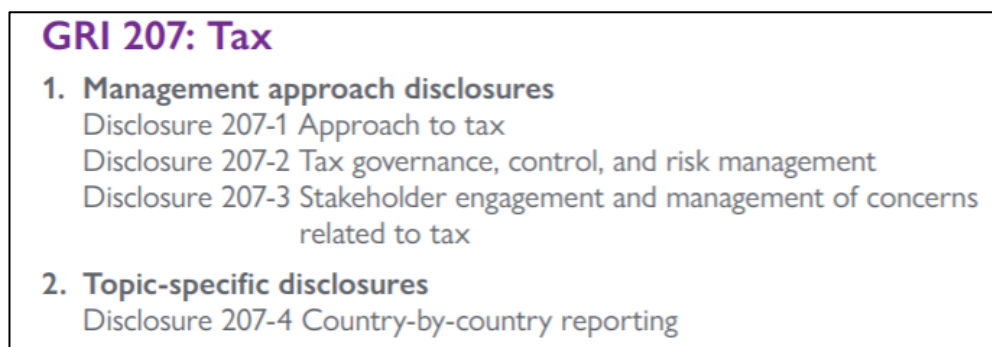 GRI 207: Tax
1. Management approach disclosures
Disclosure 207-1 Approach to tax
Disclosure 207-2 Tax governance, control, and risk management
Disclosure 207-3 Stakeholder engagement and management of concerns
related to tax
2. Topic-specific disclosures
Disclosure 207-4 Country-by-country reporting